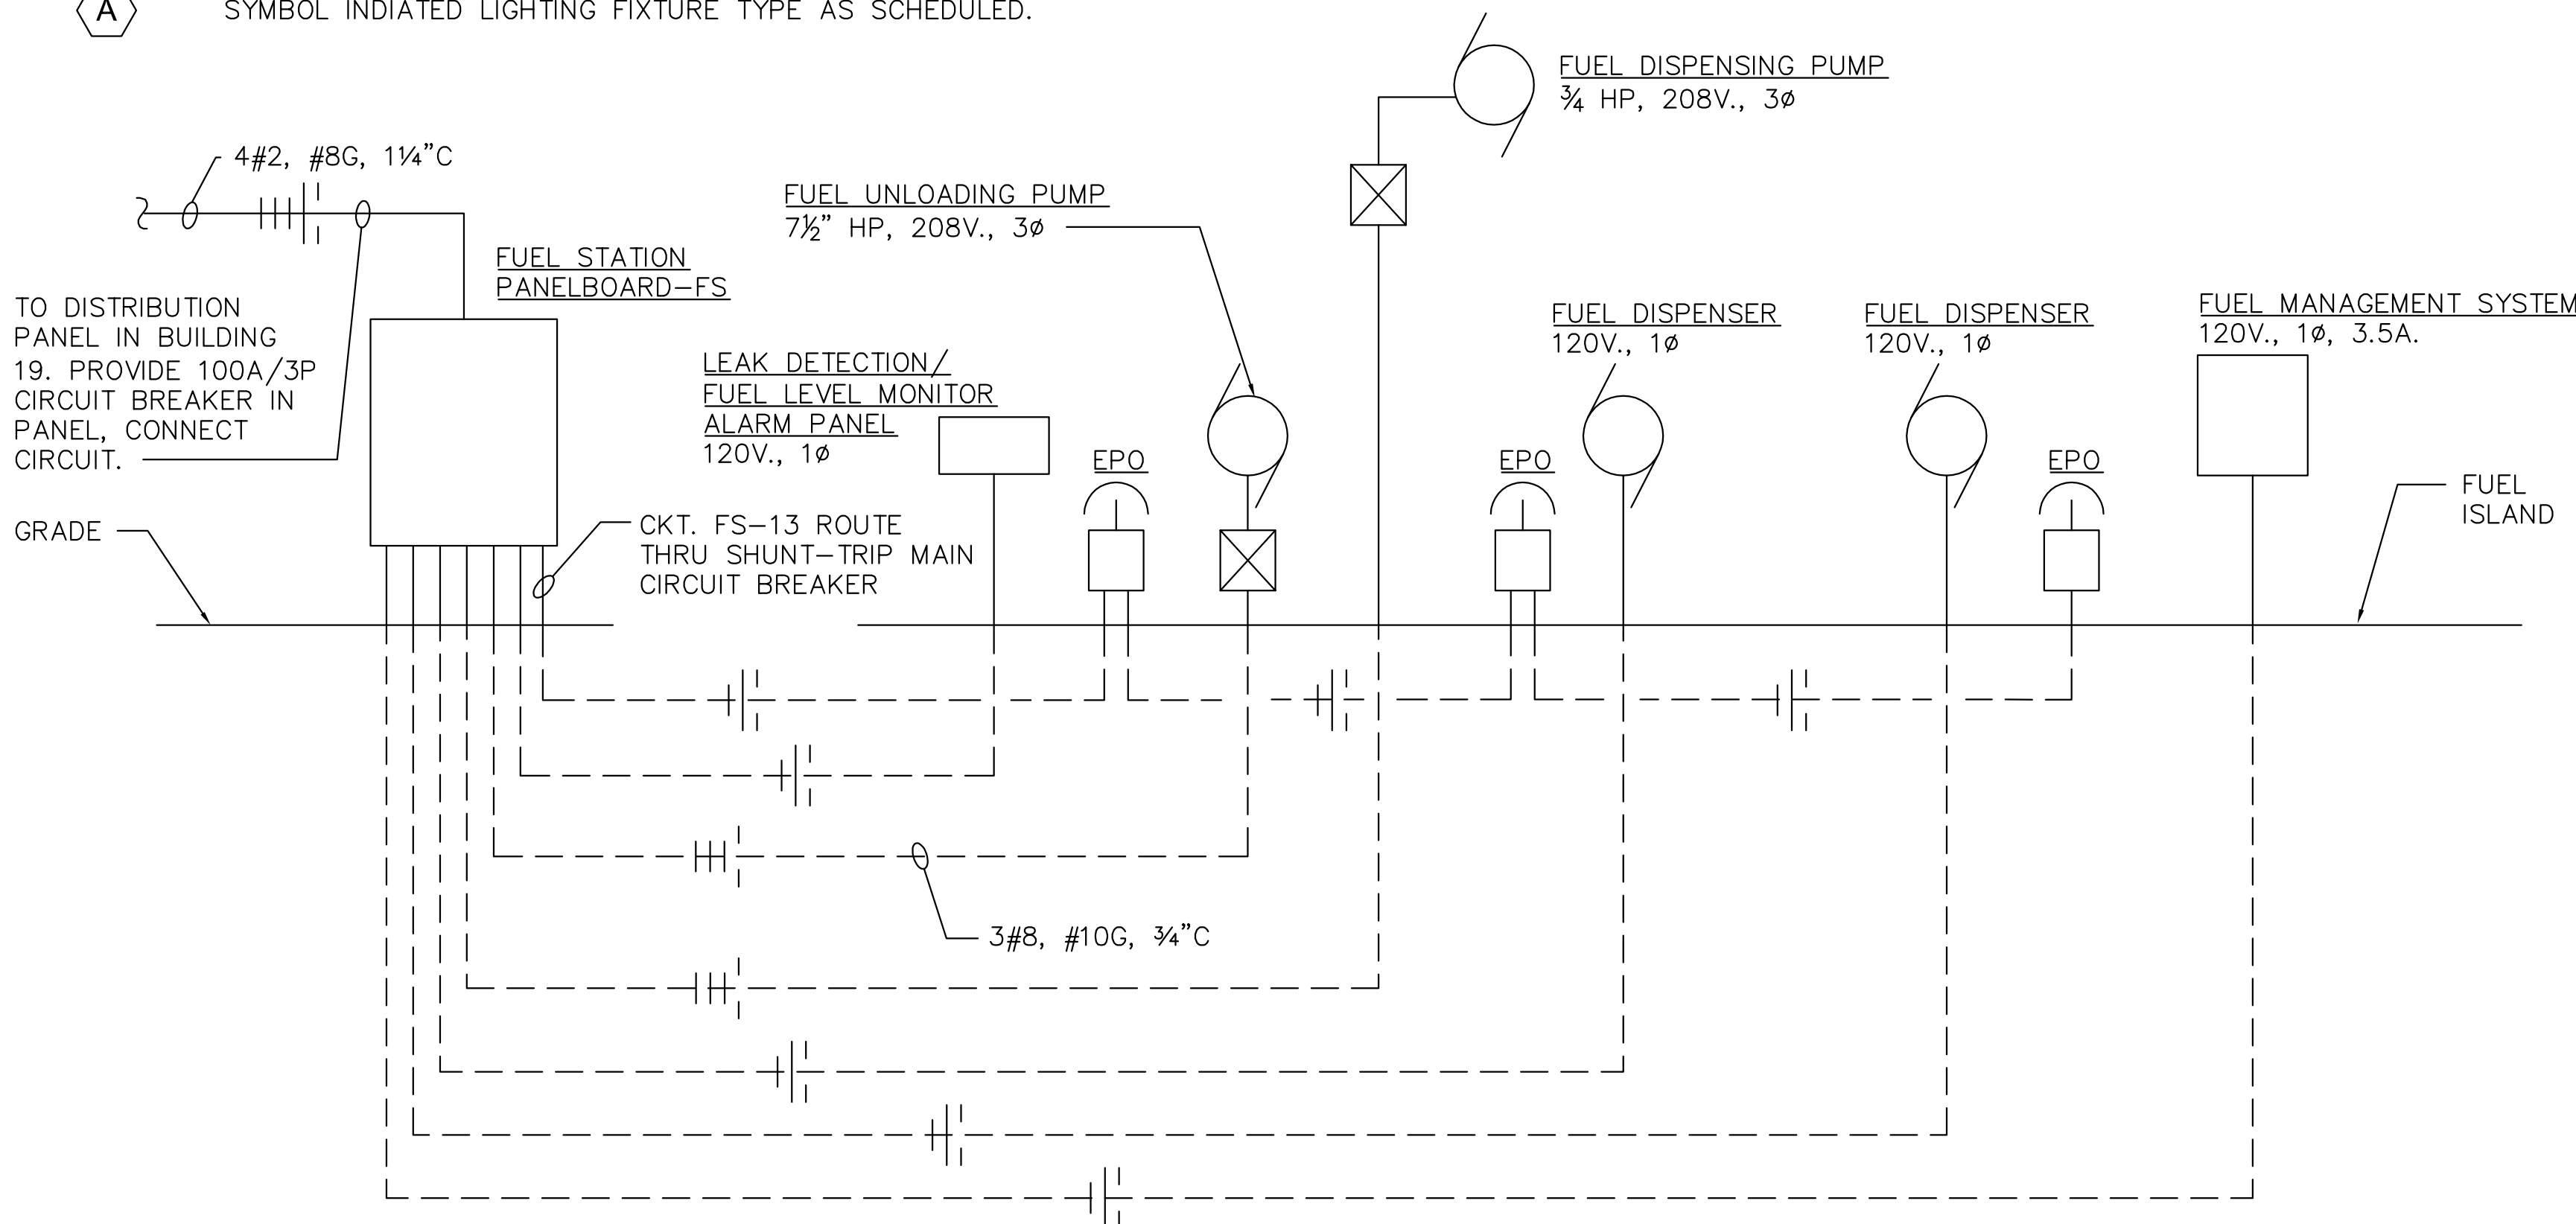 A
SYMBOL INDIATED LIGHTING FIXTURE TYPE AS SCHEDULED.
FUEL DISPENSING PUMP
¾ HP, 208V., 3ø
4#2, #8G, 1¼"C
FUEL UNLOADING PUMP
7½" HP, 208V., 3ø
FUEL STATION
PANELBOARD-FS
TO DISTRIBUTION
PANEL IN BUILDING
19. PROVIDE 100A/3P
CIRCUIT BREAKER IN
PANEL, CONNECT
CIRCUIT.
LEAK DETECTION/
FUEL LEVEL MONITOR
ALARM PANEL
120V., 1ø
FUEL DISPENSER
120V., 1ø
FUEL DISPENSER
120V., 1ø
FUEL MANAGEMENT SYSTEM
120V., 1ø, 3.5A.
EPO
EPO
EPO
FUEL
ISLAND
GRADE
CKT. FS-13 ROUTE
THRU SHUNT-TRIP MAIN
CIRCUIT BREAKER
3#8, #10G, ¾"C